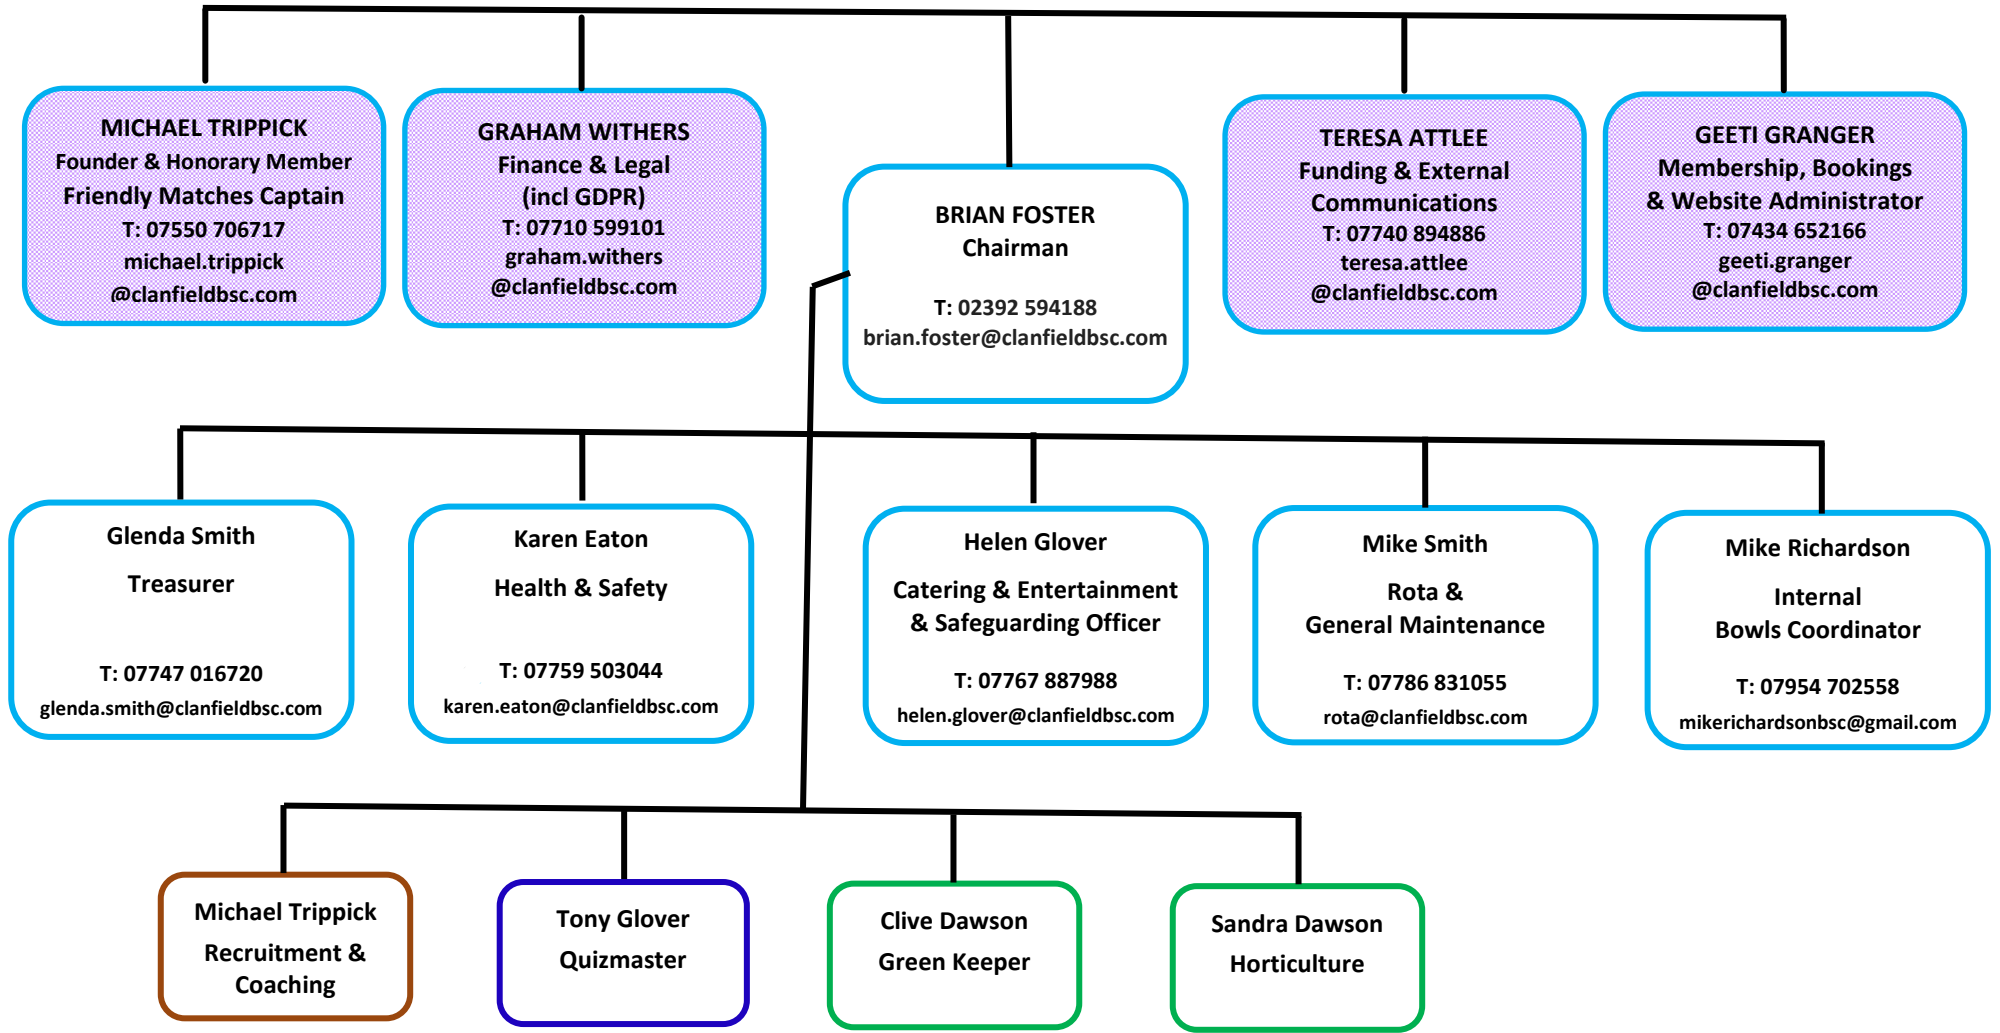 MICHAEL TRIPPICK
Founder & Honorary Member
Friendly Matches Captain
T: 07550 706717
michael.trippick
@clanfieldbsc.com
GRAHAM WITHERS
Finance & Legal
(incl GDPR)
T: 07710 599101
graham.withers
@clanfieldbsc.com
BRIAN FOSTER
Chairman
T: 02392 594188
brian.foster@clanfieldbsc.com
TERESA ATTLEE
Funding & External
Communications
T: 07740 894886
teresa.attlee
@clanfieldbsc.com
GEETI GRANGER
Membership, Bookings
& Website Administrator
T: 07434 652166
geeti.granger
@clanfieldbsc.com
Glenda Smith
Treasurer
T: 07747 016720
glenda.smith@clanfieldbsc.com
Karen Eaton
Health & Safety
T: 07759 503044
karen.eaton@clanfieldbsc.com
Helen Glover
Catering & Entertainment
& Safeguarding Officer
T: 07767 887988
helen.glover@clanfieldbsc.com
Mike Smith
Rota &
General Maintenance
T: 07786 831055
rota@clanfieldbsc.com
Mike Richardson
Internal
Bowls Coordinator
T: 07954 702558
mikerichardsonbsc@gmail.com
Michael Trippick
Recruitment &
Coaching
Tony Glover
Quizmaster
Clive Dawson
Green Keeper
Sandra Dawson
Horticulture